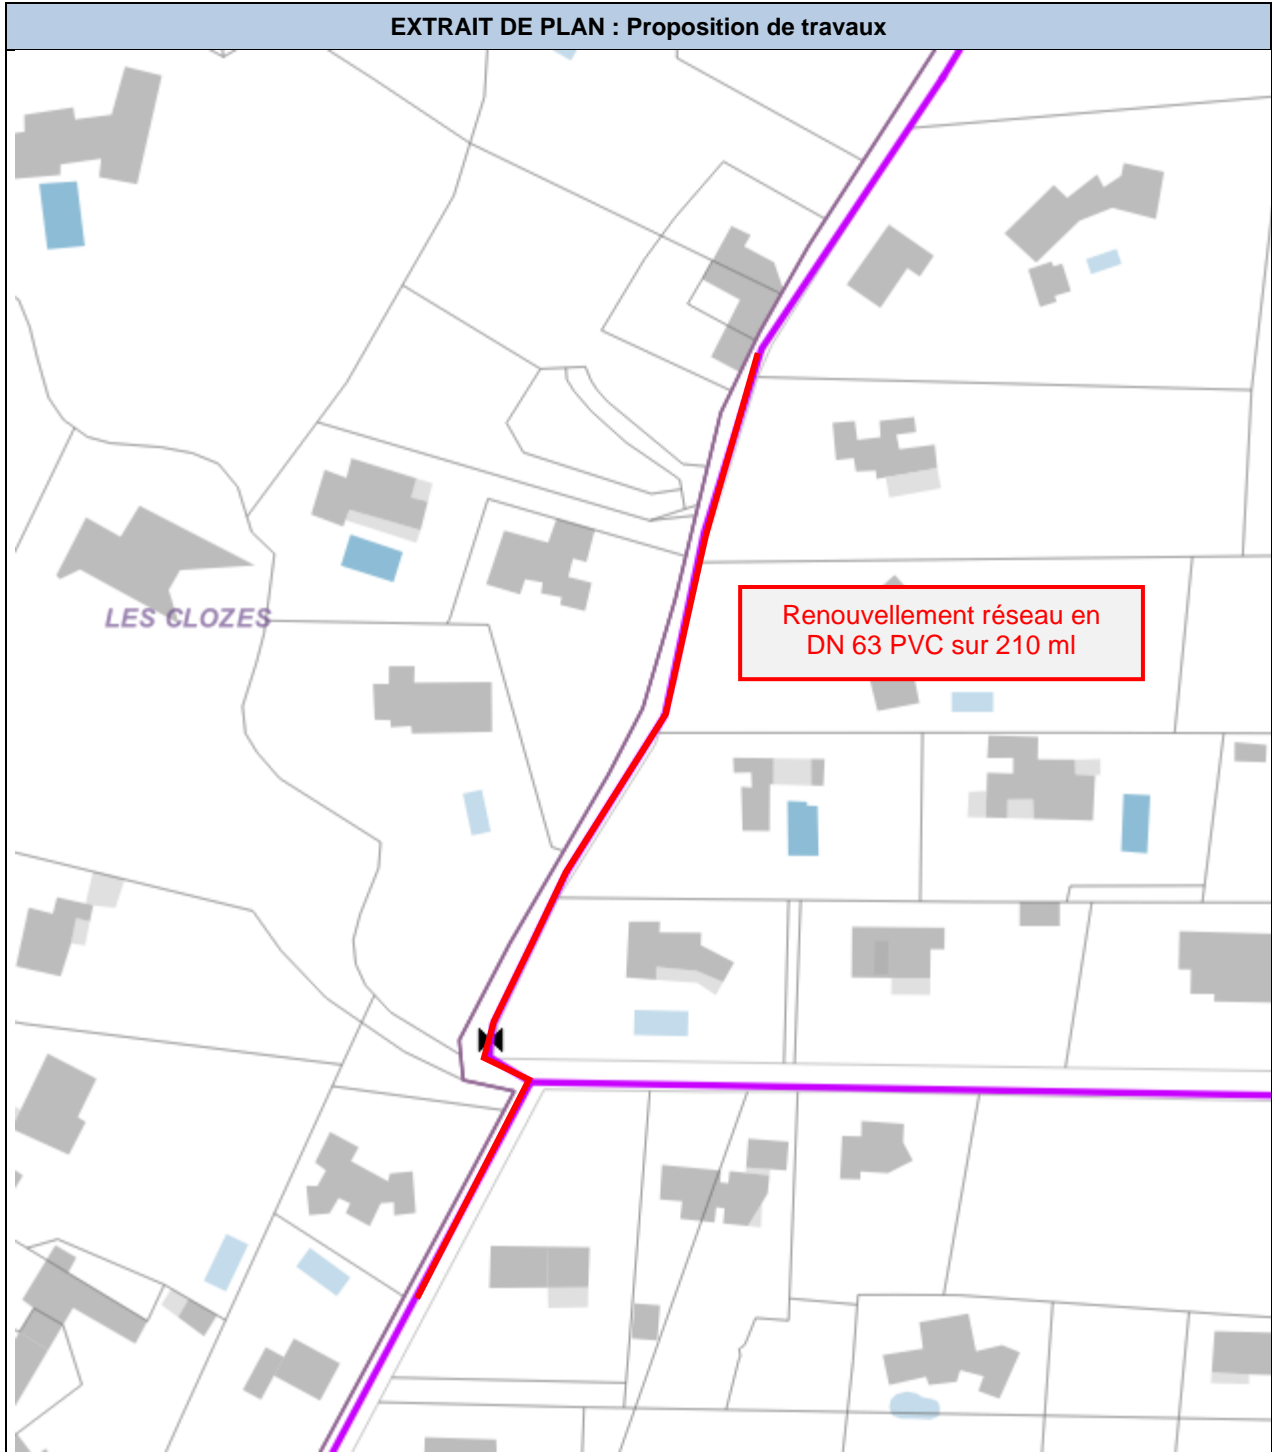 EXTRAIT DE PLAN : Proposition de travaux
Renouvellement réseau en
DN 63 PVC sur 210 ml
LES CLOZES